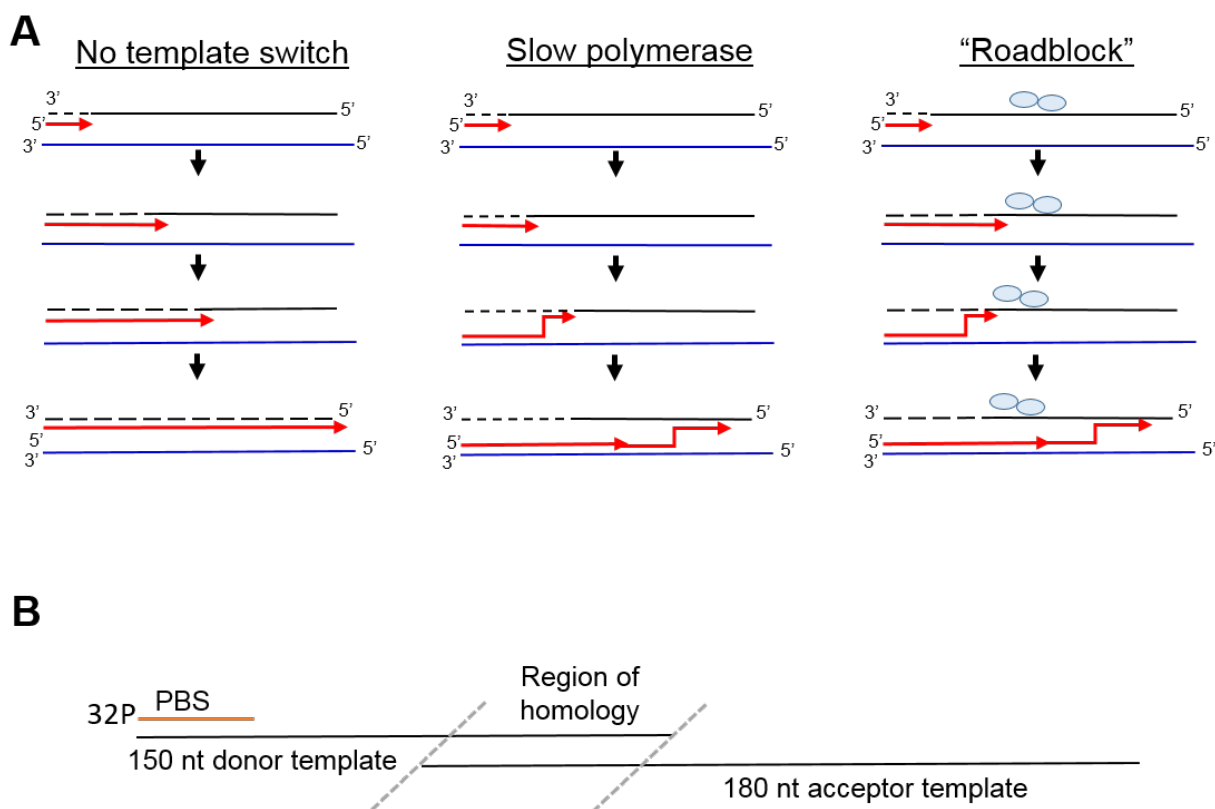 A
No template switch
Slow polymerase
“Roadblock”
3’
5’
5’
3’
5’
3’
5’
5’
3’
5’
3’
5’
5’
3’
5’
3’
5’
5’
3’
5’
3’
5’
5’
3’
5’
3’
5’
5’
3’
5’
B
Region of
homology
32P
PBS
150 nt donor template
180 nt acceptor template